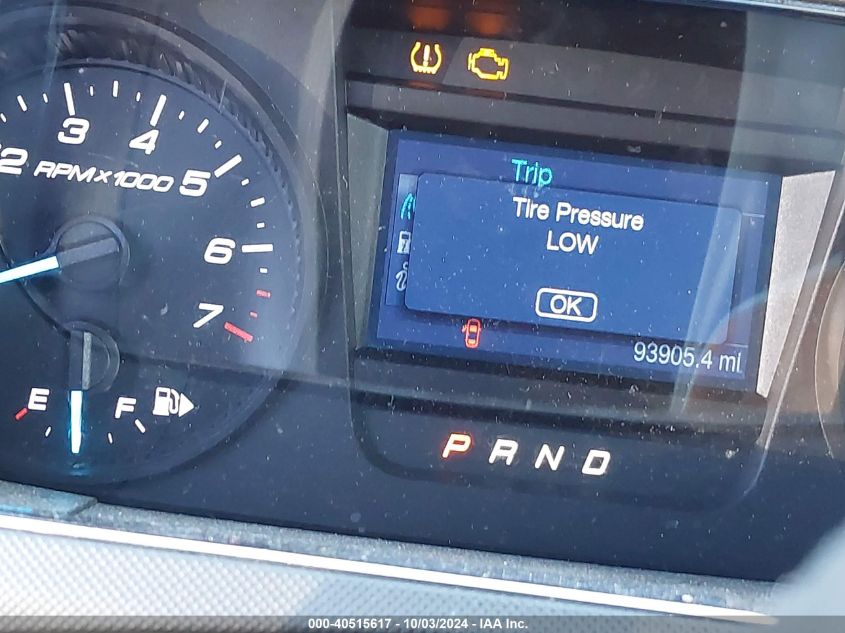 2 3 4 5 6 7
RPMX1000
E F
Trip
Tire Pressure
LOW
OK
93905.4 mi
P R N D
000-40515617 - 10/03/2024 - IAA Inc.